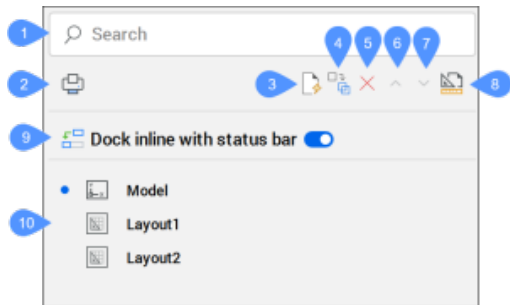 1
Search
4 5 6 7
2
3
8
9
Dock inline with status bar
Model
10
Layout1
Layout2